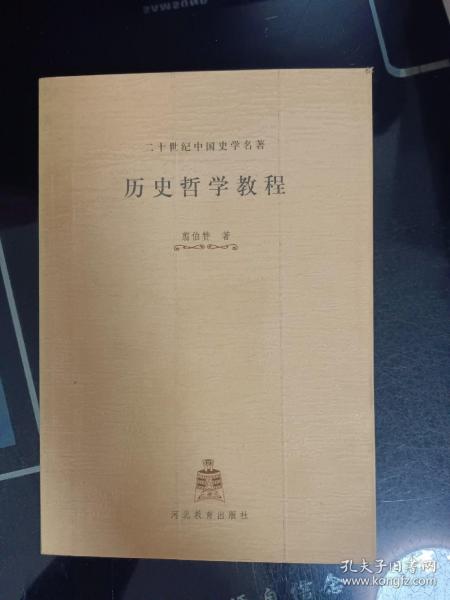 SAMSUNG
二十世纪中国史学名著
历史哲学教程
翦伯赞 著
河北教育出版社
孔夫子旧书网
www.kongfz.com